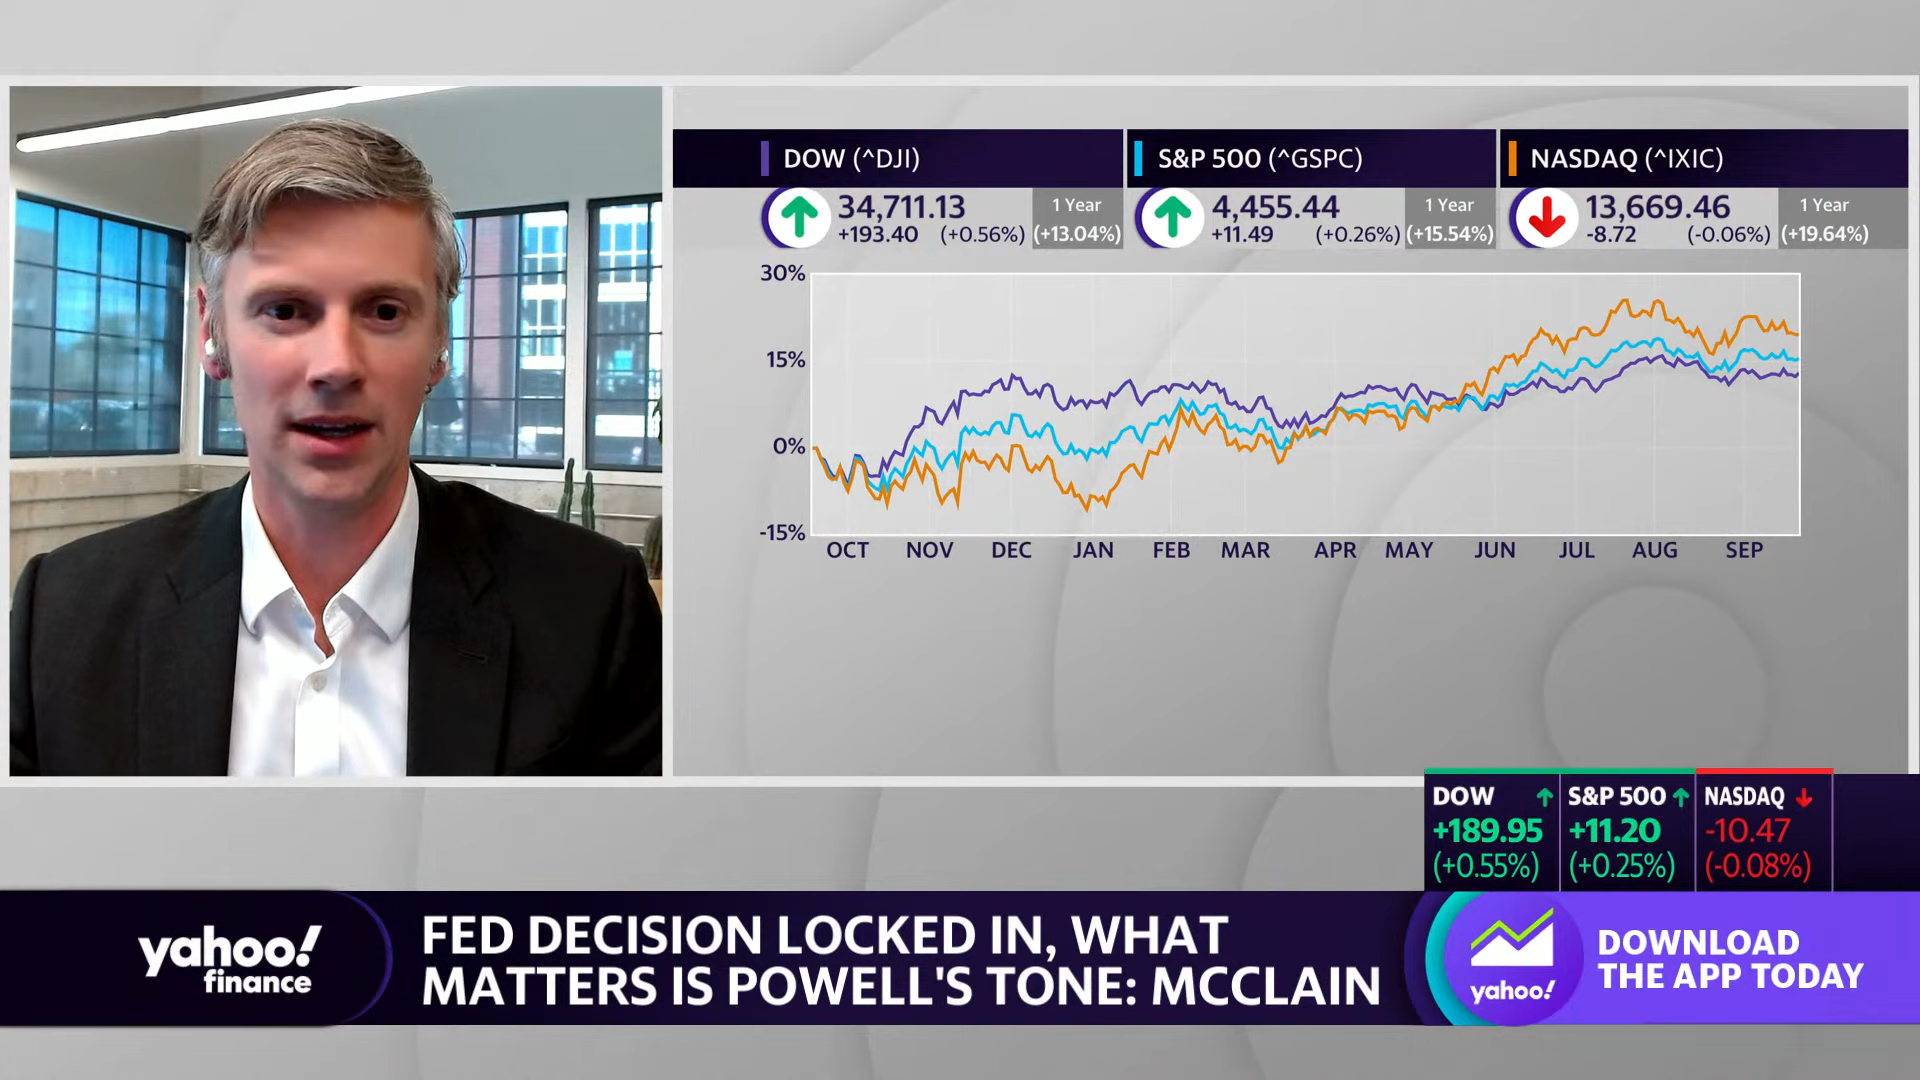 DOW (^DJI)
34,711.13
+193.40 (+0.56%)
1 Year
(+13.04%)
S&P 500 (^GSPC)
4,455.44
+11.49 (+0.26%)
1 Year
(+15.54%)
NASDAQ (^IXIC)
13,669.46
-8.72 (-0.06%)
1 Year
(+19.64%)
30%
15%
0%
-15%
OCT NOV DEC JAN FEB MAR APR MAY JUN JUL AUG SEP
DOW
+189.95
(+0.55%)
S&P 500
+11.20
(+0.25%)
NASDAQ
-10.47
(-0.08%)
yahoo!
finance
FED DECISION LOCKED IN, WHAT
MATTERS IS POWELL'S TONE: MCCLAIN
yahoo!
DOWNLOAD
THE APP TODAY